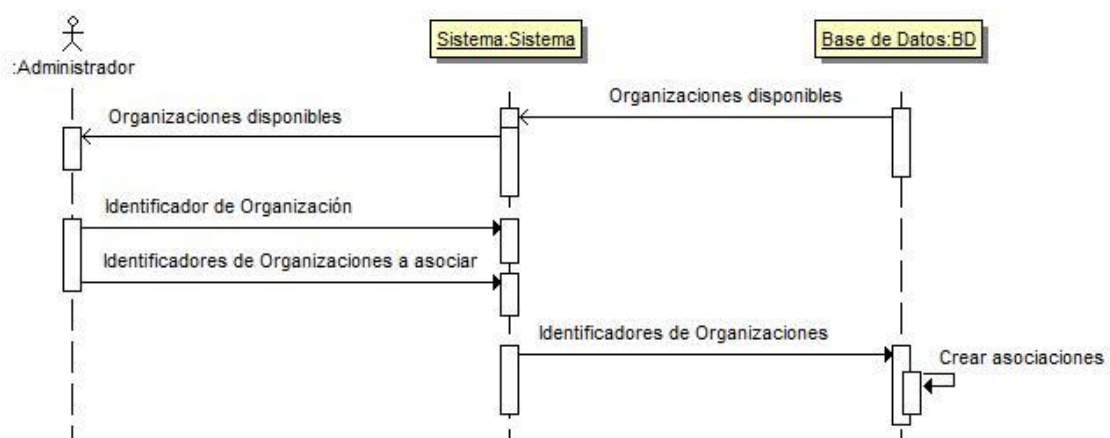 :Administrador
Sistema:Sistema
Base de Datos:BD
Organizaciones disponibles
Organizaciones disponibles
Identificador de Organización
Identificadores de Organizaciones a asociar
Identificadores de Organizaciones
Crear asociaciones